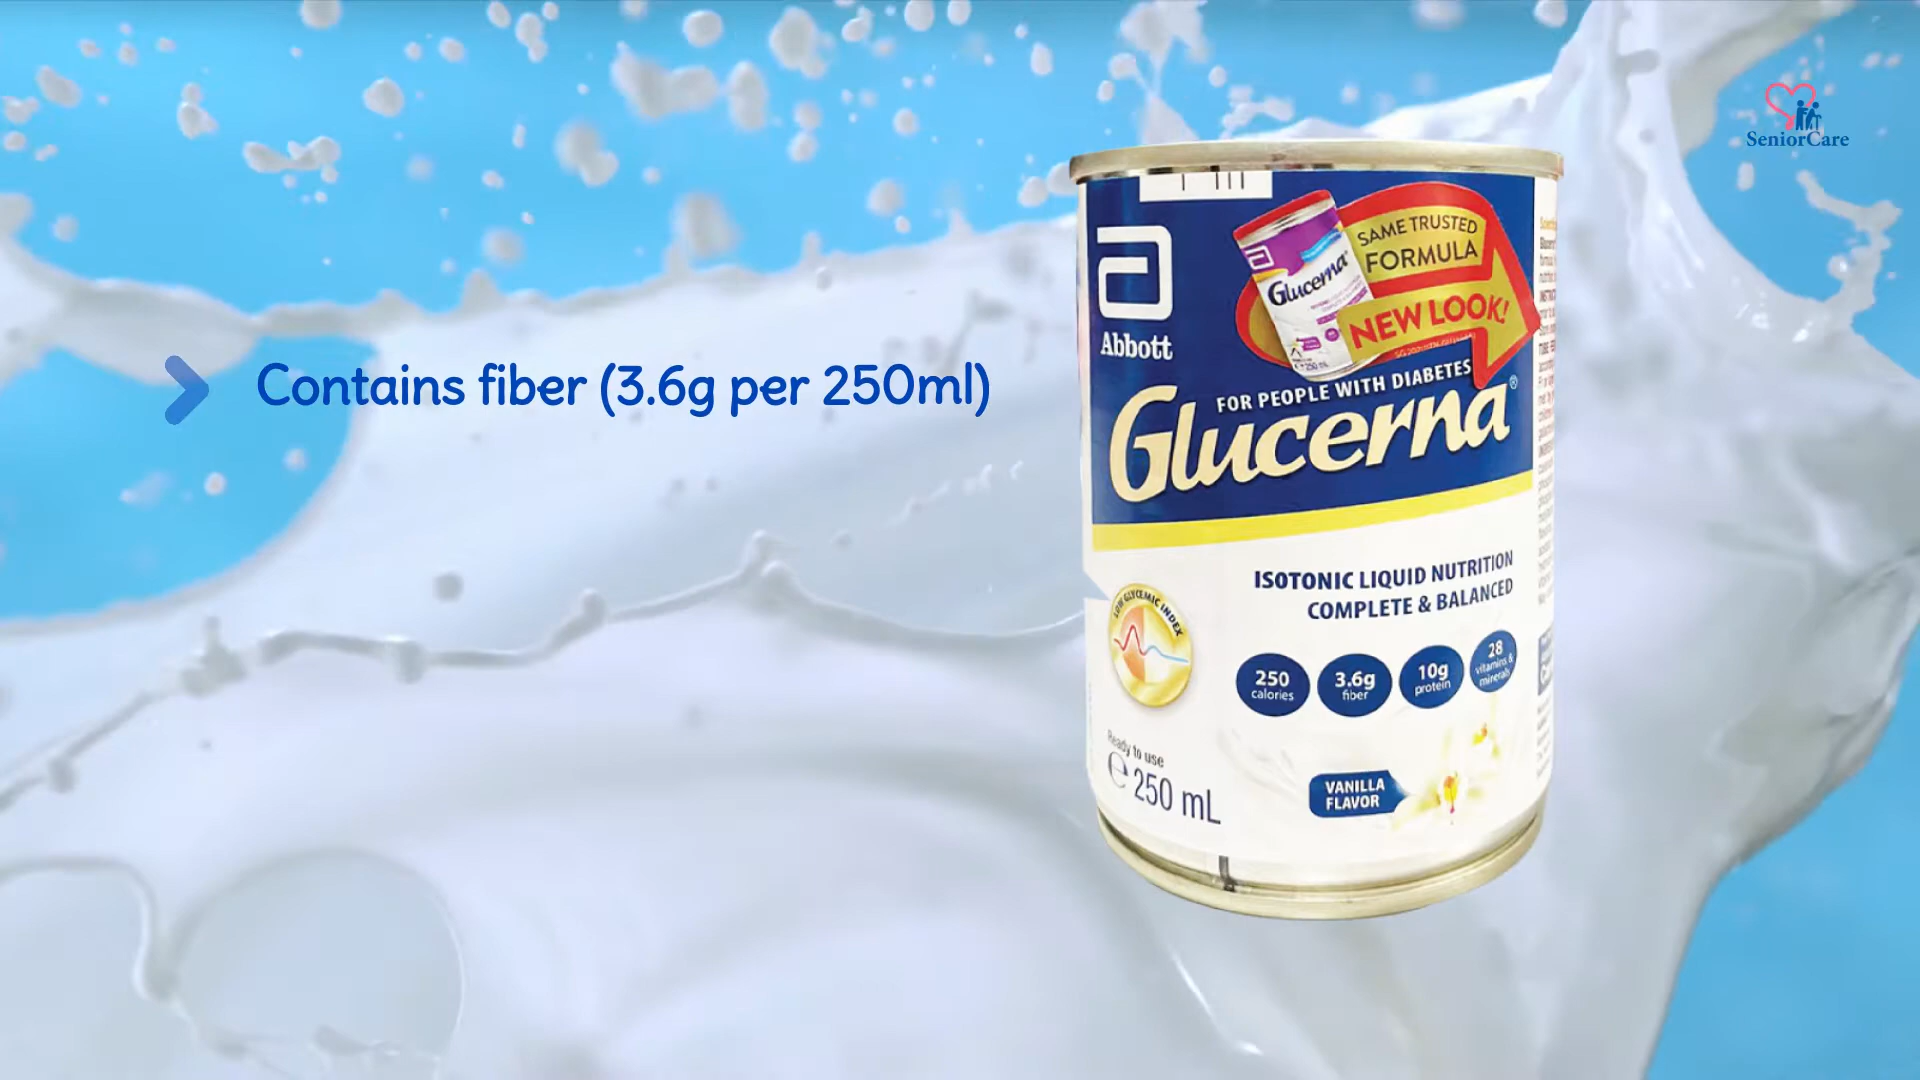 SeniorCare
Contains fiber (3.6g per 250ml)
Abbott
SAME TRUSTED
FORMULA
NEW LOOK!
Glucerna
FOR PEOPLE WITH DIABETES
Glucerna®
ISOTONIC LIQUID NUTRITION
COMPLETE & BALANCED
LOW GLYCEMIC INDEX
250
calories
3.6g
fiber
10g
protein
28
vitamins &
minerals
Ready to use
℮ 250 mL
VANILLA
FLAVOR